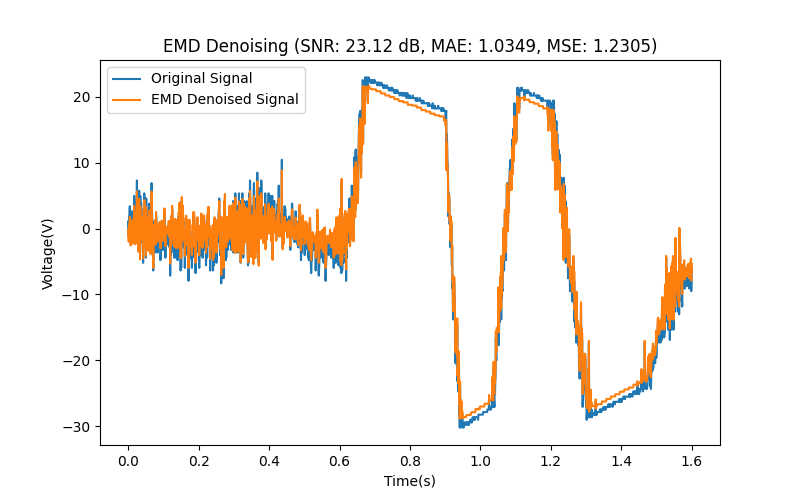 EMD Denoising (SNR: 23.12 dB, MAE: 1.0349, MSE: 1.2305)
Original Signal
EMD Denoised Signal
Voltage(V)
20
10
0
−10
−20
−30
0.0 0.2 0.4 0.6 0.8 1.0 1.2 1.4 1.6
Time(s)